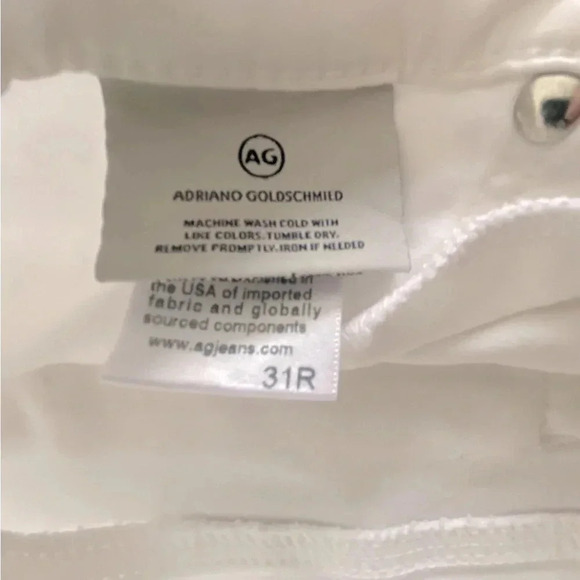 AG
ADRIANO GOLDSCHMILD
MACHINE WASH COLD WITH
LIKE COLORS. TUMBLE DRY.
REMOVE PROMPTLY. IRON IF NEEDED
the USA of imported
fabric and globally
sourced components
www.agjeans.com
31R